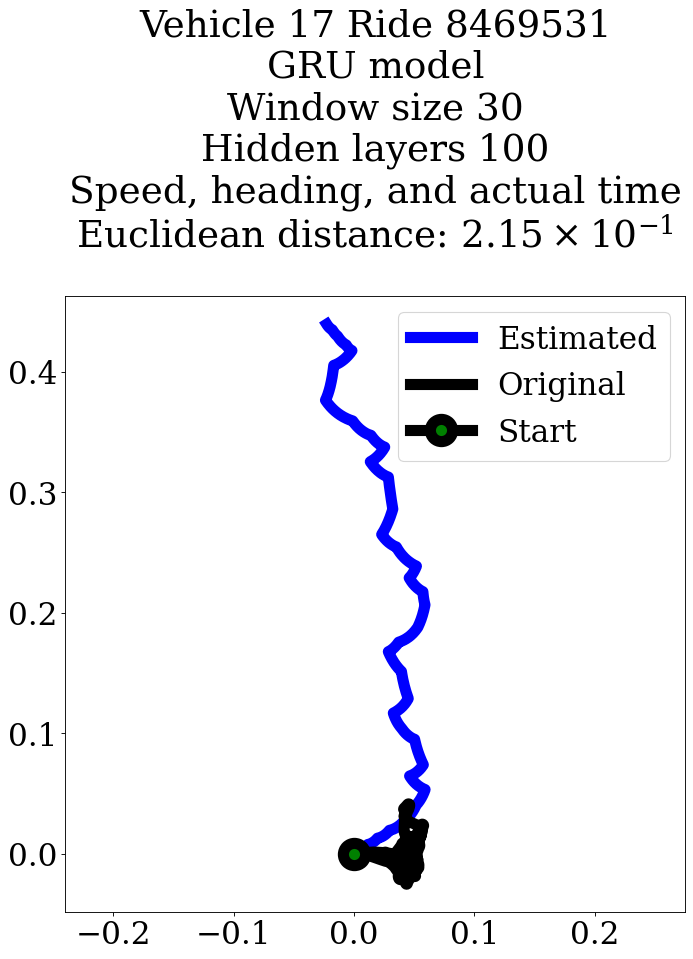 Vehicle 17 Ride 8469531
GRU model
Window size 30
Hidden layers 100
Speed, heading, and actual time
Euclidean distance: 2.15 × 10⁻¹
Estimated
Original
Start
0.4
0.3
0.2
0.1
0.0
−0.2 −0.1 0.0 0.1 0.2